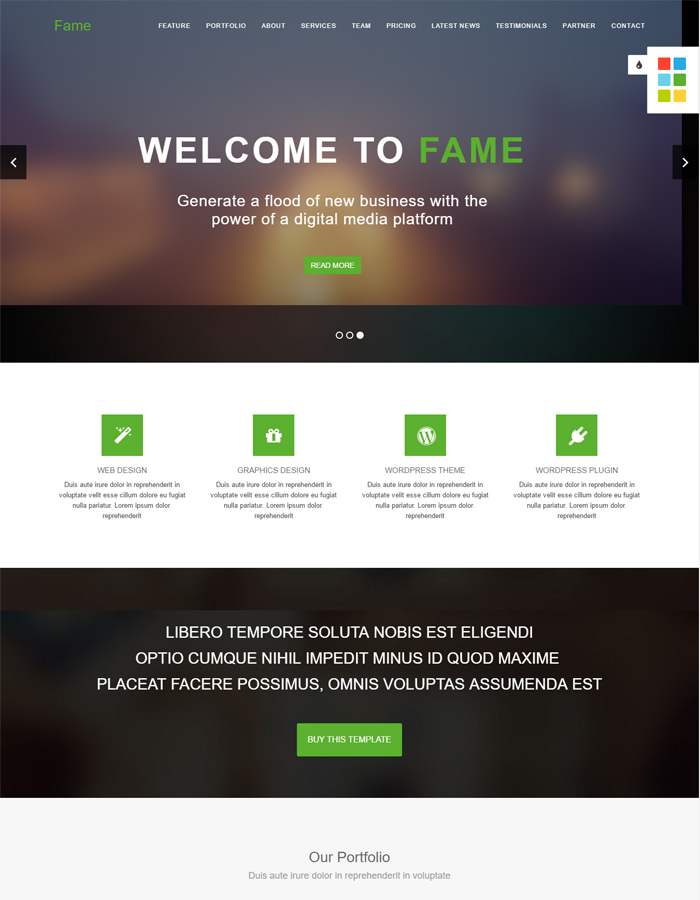 Fame
FEATURE PORTFOLIO ABOUT SERVICES TEAM PRICING LATEST NEWS TESTIMONIALS PARTNER CONTACT
WELCOME TO FAME
Generate a flood of new business with the
power of a digital media platform
READ MORE
WEB DESIGN
Duis aute irure dolor in reprehenderit in
voluptate velit esse cillum dolore eu fugiat
nulla pariatur. Lorem ipsum dolor.
reprehenderit
GRAPHICS DESIGN
Duis aute irure dolor in reprehenderit in
voluptate velit esse cillum dolore eu fugiat
nulla pariatur. Lorem ipsum dolor.
reprehenderit
WORDPRESS THEME
Duis aute irure dolor in reprehenderit in
voluptate velit esse cillum dolore eu fugiat
nulla pariatur. Lorem ipsum dolor.
reprehenderit
WORDPRESS PLUGIN
Duis aute irure dolor in reprehenderit in
voluptate velit esse cillum dolore eu fugiat
nulla pariatur. Lorem ipsum dolor.
reprehenderit
LIBERO TEMPORE SOLUTA NOBIS EST ELIGENDI
OPTIO CUMQUE NIHIL IMPEDIT MINUS ID QUOD MAXIME
PLACEAT FACERE POSSIMUS, OMNIS VOLUPTAS ASSUMENDA EST
BUY THIS TEMPLATE
Our Portfolio
Duis aute irure dolor in reprehenderit in voluptate